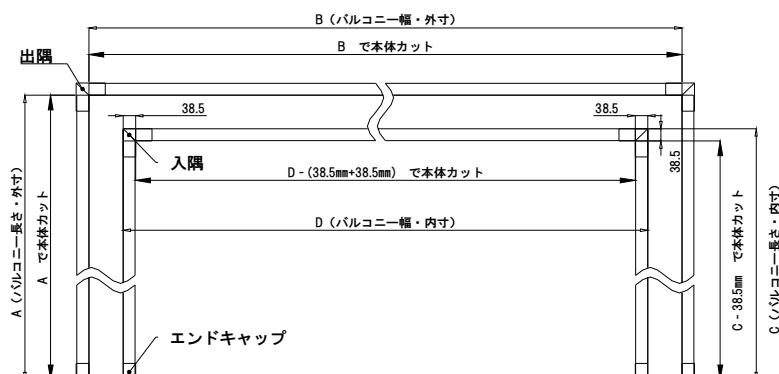 B（バルコニー幅・外寸）
B で本体カット
出隅
38.5
38.5
入隅
38.5
D-(38.5mm+38.5mm) で本体カット
D（バルコニー幅・内寸）
A（バルコニー長さ・外寸）
A で本体カット
C-38.5mm で本体カット
C（バルコニー長さ・内寸）
エンドキャップ